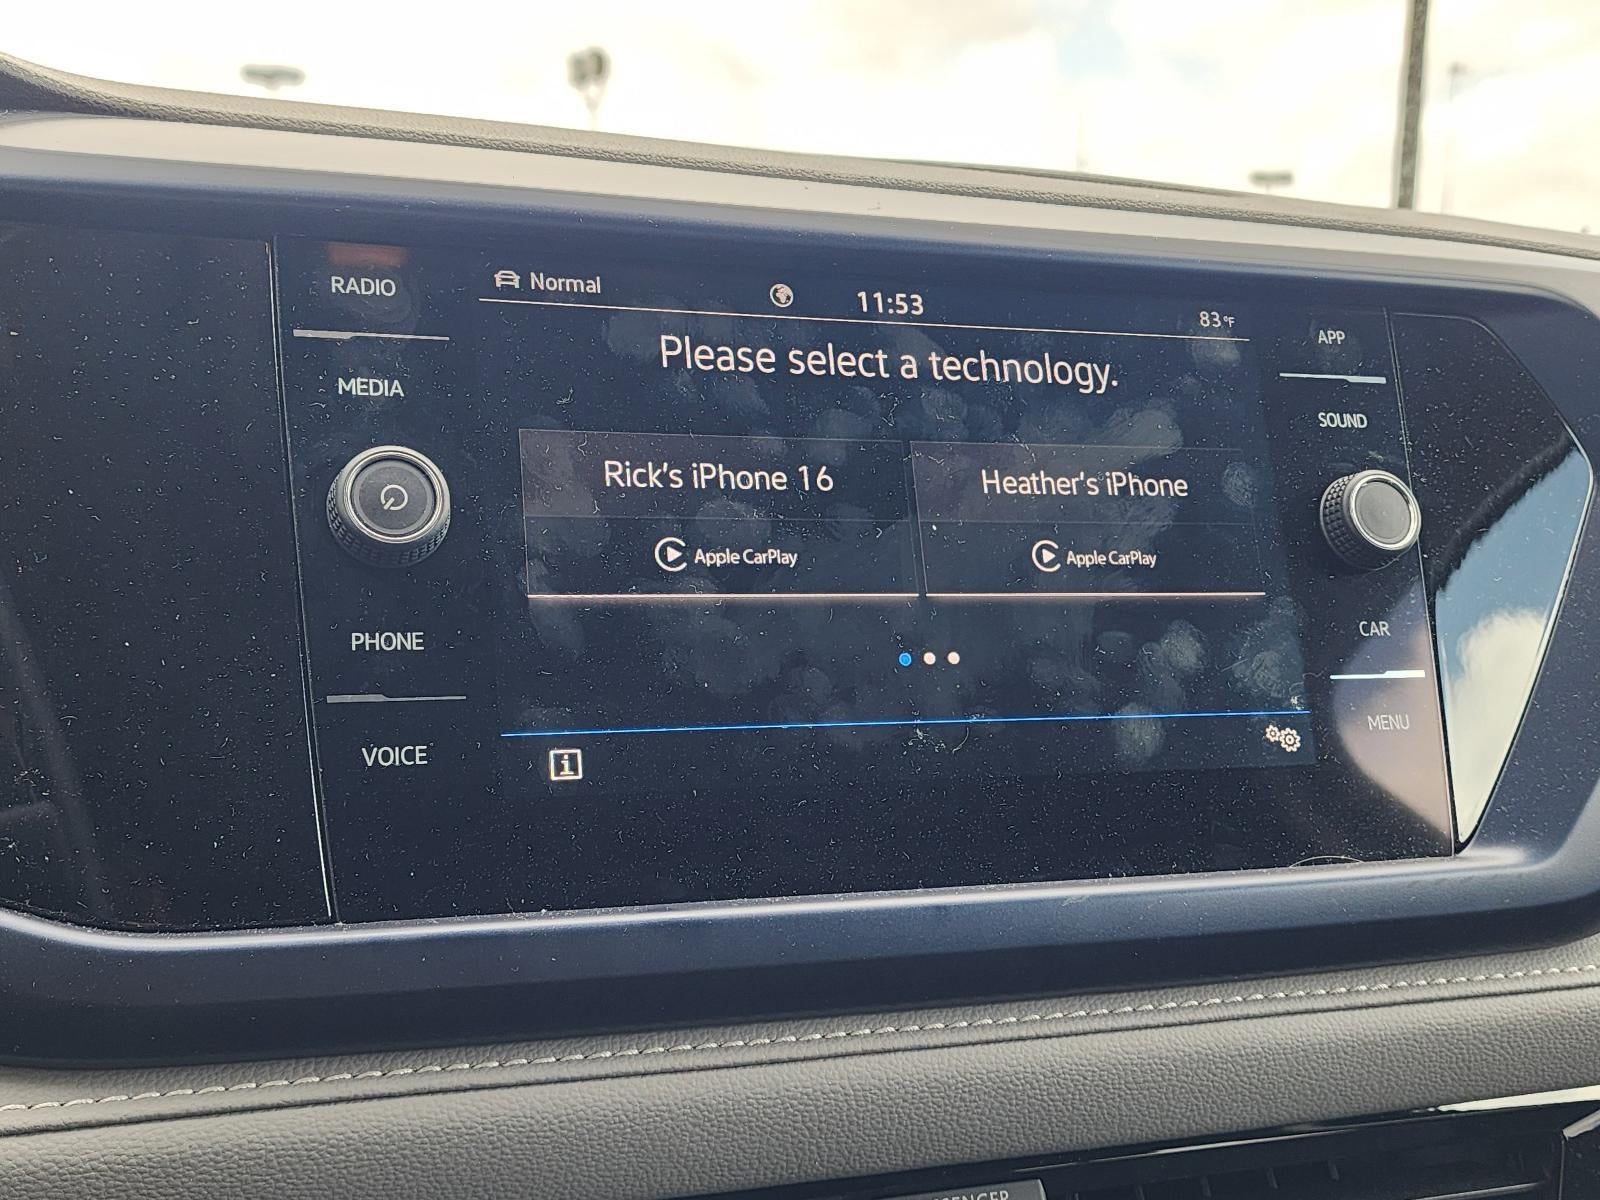 RADIO
MEDIA
PHONE
VOICE
Normal
11:53
83°F
Please select a technology.
Rick's iPhone 16
Apple CarPlay
Heather's iPhone
Apple CarPlay
i
APP
SOUND
CAR
MENU